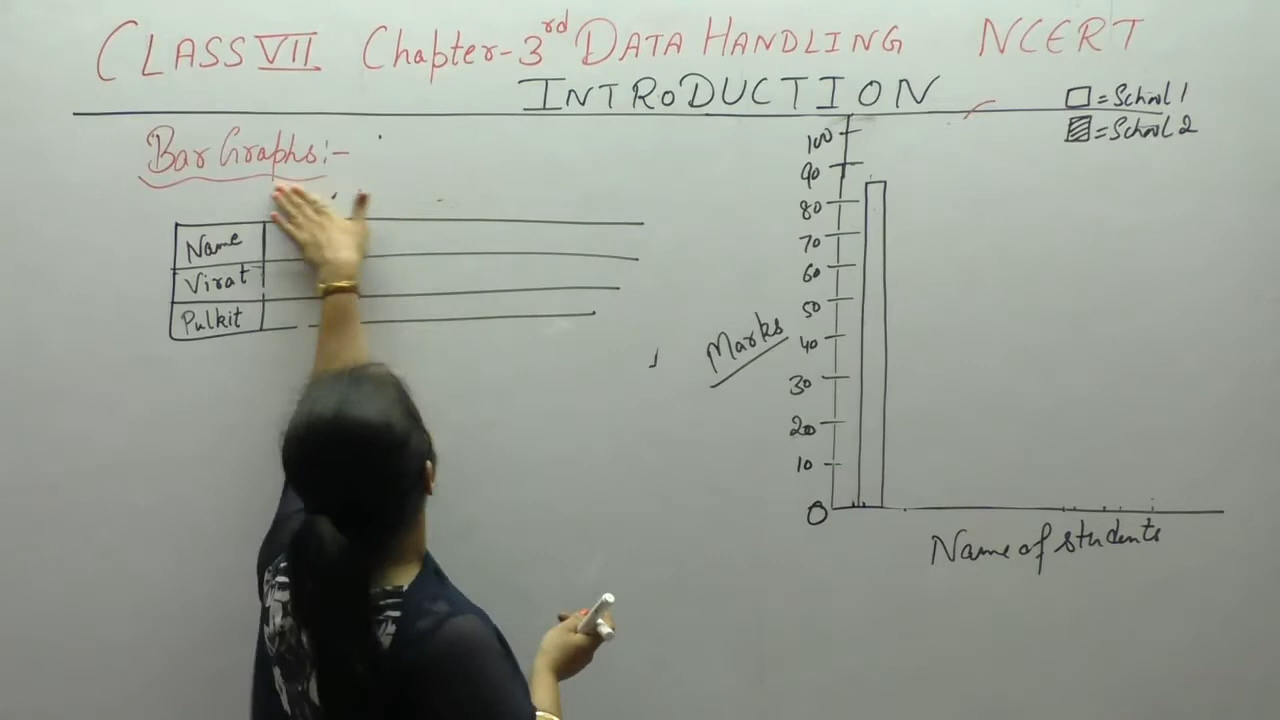 CLASS VII Chapter-3rd DATA HANDLING NCERT
INTRODUCTION
□ = School 1
▨ = School 2
Bar Graphs:-
Name
Virat
Pulkit
100
90
80
70
60
50
40
30
20
10
0
Marks
Name of students